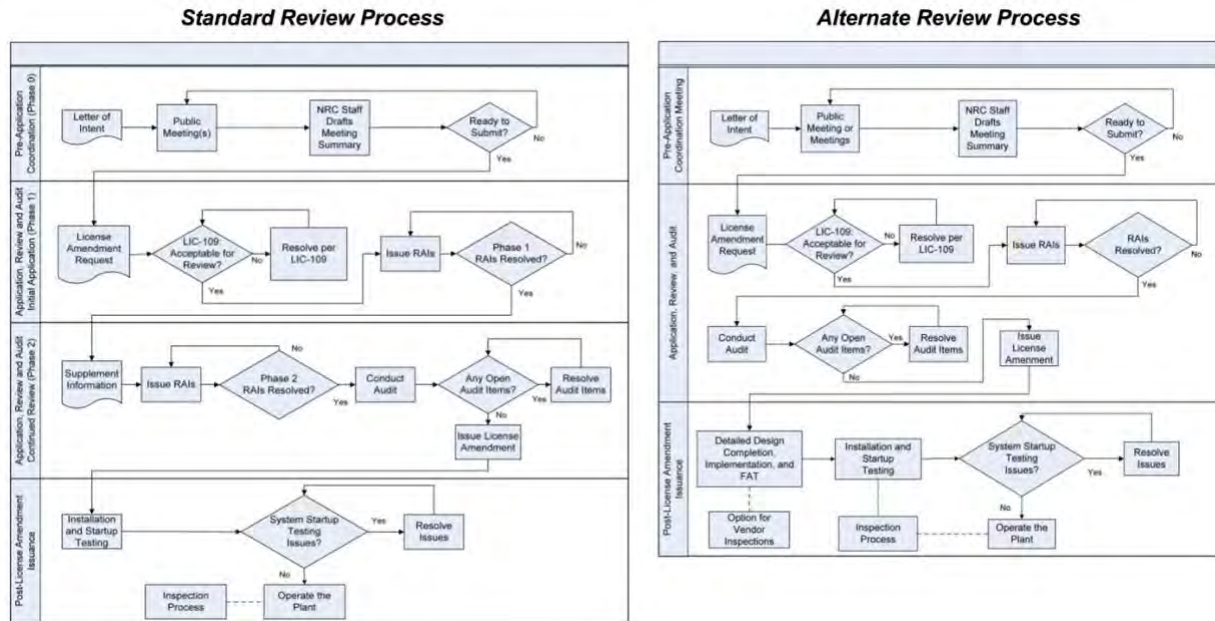 Standard Review Process
Pre-Application
Coordination (Phase 0)
Letter of
Intent
Public
Meeting(s)
NRC Staff
Drafts
Meeting
Summary
Ready to
Submit?
No
Yes
Application, Review and Audit
Initial Application (Phase 1)
License
Amendment
Request
LIC-109:
Acceptable for
Review?
No
Yes
Resolve per
LIC-109
Issue RAIs
Phase 1
RAIs Resolved?
No
Yes
Application, Review and Audit
Continued Review (Phase 2)
Supplement
Information
Issue RAIs
Phase 2
RAIs Resolved?
No
Yes
Conduct
Audit
Any Open
Audit Items?
Yes
No
Resolve
Audit Items
Issue License
Amendment
Post-License Amendment
Issuance
Installation
and Startup
Testing
System Startup
Testing
Issues?
Yes
No
Resolve
Issues
Inspection
Process
Operate the
Plant
Alternate Review Process
Pre-Application
Coordination Meeting
Letter of
Intent
Public
Meeting or
Meetings
NRC Staff
Drafts
Meeting
Summary
Ready to
Submit?
No
Yes
Application, Review, and Audit
License
Amendment
Request
LIC-109:
Acceptable for
Review?
No
Yes
Resolve per
LIC-109
Issue RAIs
RAIs
Resolved?
No
Yes
Conduct
Audit
Any Open
Audit Items?
Yes
No
Resolve
Audit Items
Issue
License
Amenment
Post-License Amendment
Issuance
Detailed Design
Completion,
Implementation, and
FAT
Installation and
Startup
Testing
System Startup
Testing
Issues?
Yes
No
Resolve
Issues
Option for
Vendor
Inspections
Inspection
Process
Operate the
Plant